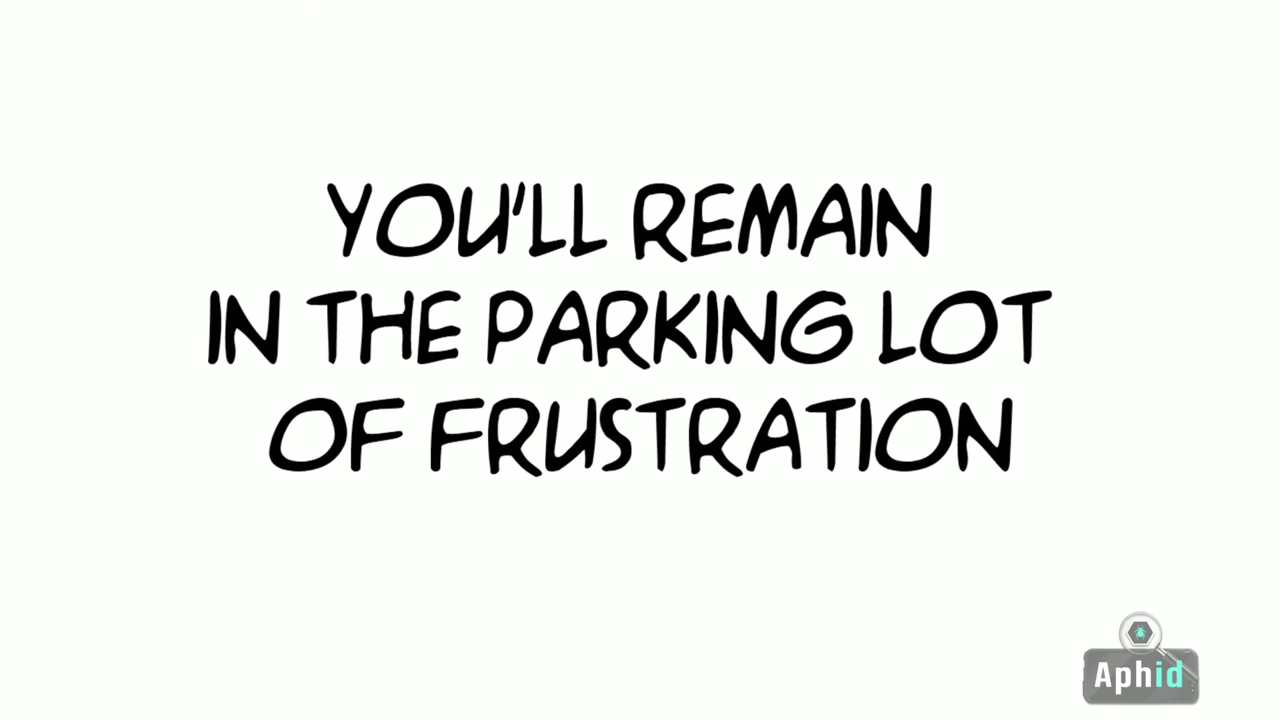 YOU'LL REMAIN
IN THE PARKING LOT
OF FRUSTRATION
Aphid